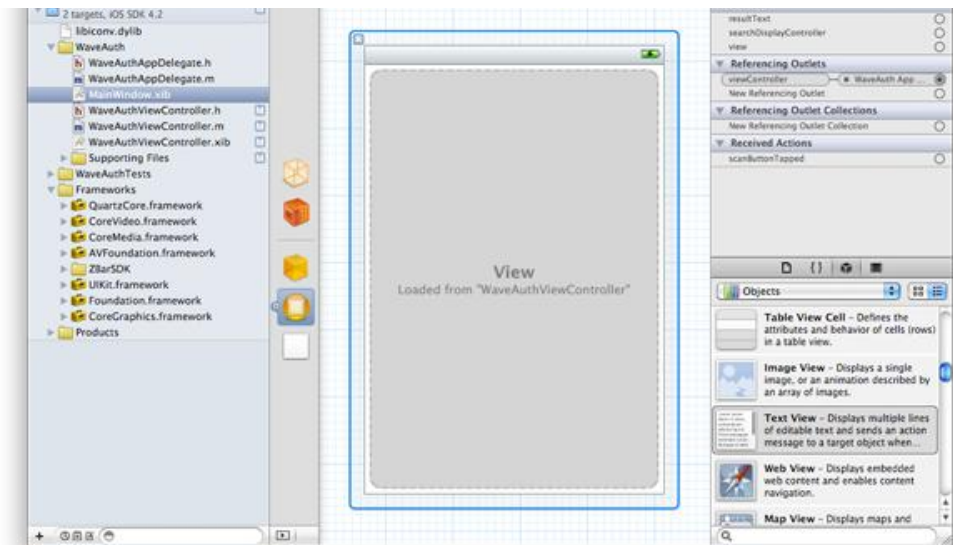 2 targets, iOS SDK 4.2
libiconv.dylib
WaveAuth
WaveAuthAppDelegate.h
WaveAuthAppDelegate.m
MainWindow.xib
WaveAuthViewController.h
WaveAuthViewController.m
WaveAuthViewController.xib
Supporting Files
WaveAuthTests
Frameworks
QuartzCore.framework
CoreVideo.framework
CoreMedia.framework
AVFoundation.framework
ZBarSDK
UIKit.framework
Foundation.framework
CoreGraphics.framework
Products
View
Loaded from "WaveAuthViewController"
resultText
searchDisplayController
view
Referencing Outlets
viewController WaveAuth App ...
New Referencing Outlet
Referencing Outlet Collections
New Referencing Outlet Collection
Received Actions
scanButtonTapped
Objects
Table View Cell - Defines the
attributes and behavior of cells (rows)
in a table view.
Image View - Displays a single
image, or an animation described by
an array of images.
Text View - Displays multiple lines
of editable text and sends an action
message to a target object when...
Web View - Displays embedded
web content and enables content
navigation.
Map View - Displays maps and